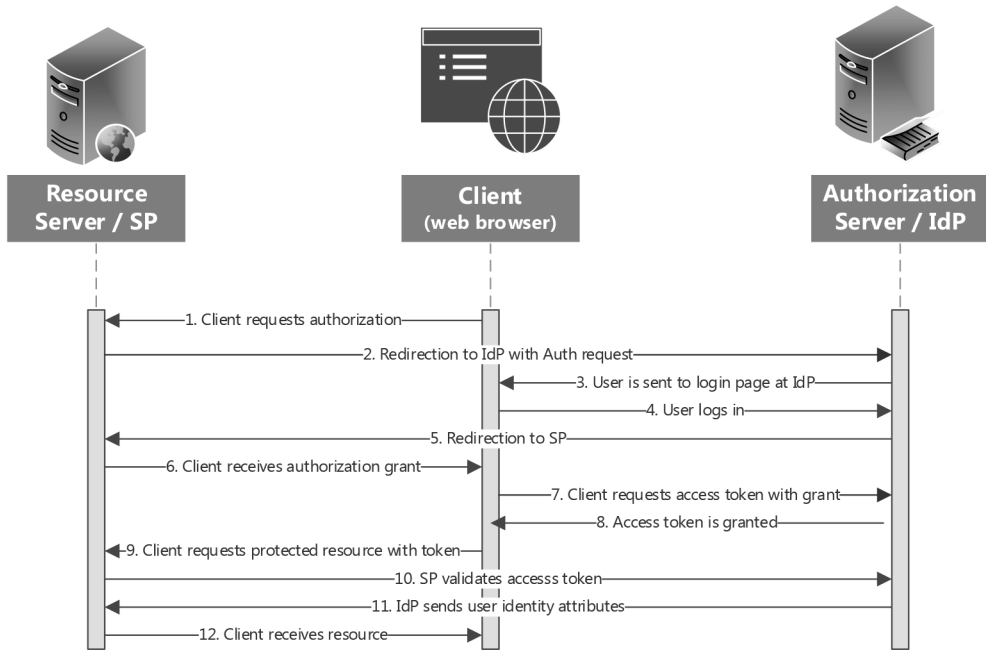 Resource
Server / SP
Client
(web browser)
Authorization
Server / IdP
1. Client requests authorization
2. Redirection to IdP with Auth request
3. User is sent to login page at IdP
4. User logs in
5. Redirection to SP
6. Client receives authorization grant
7. Client requests access token with grant
8. Access token is granted
9. Client requests protected resource with token
10. SP validates accesss token
11. IdP sends user identity attributes
12. Client receives resource